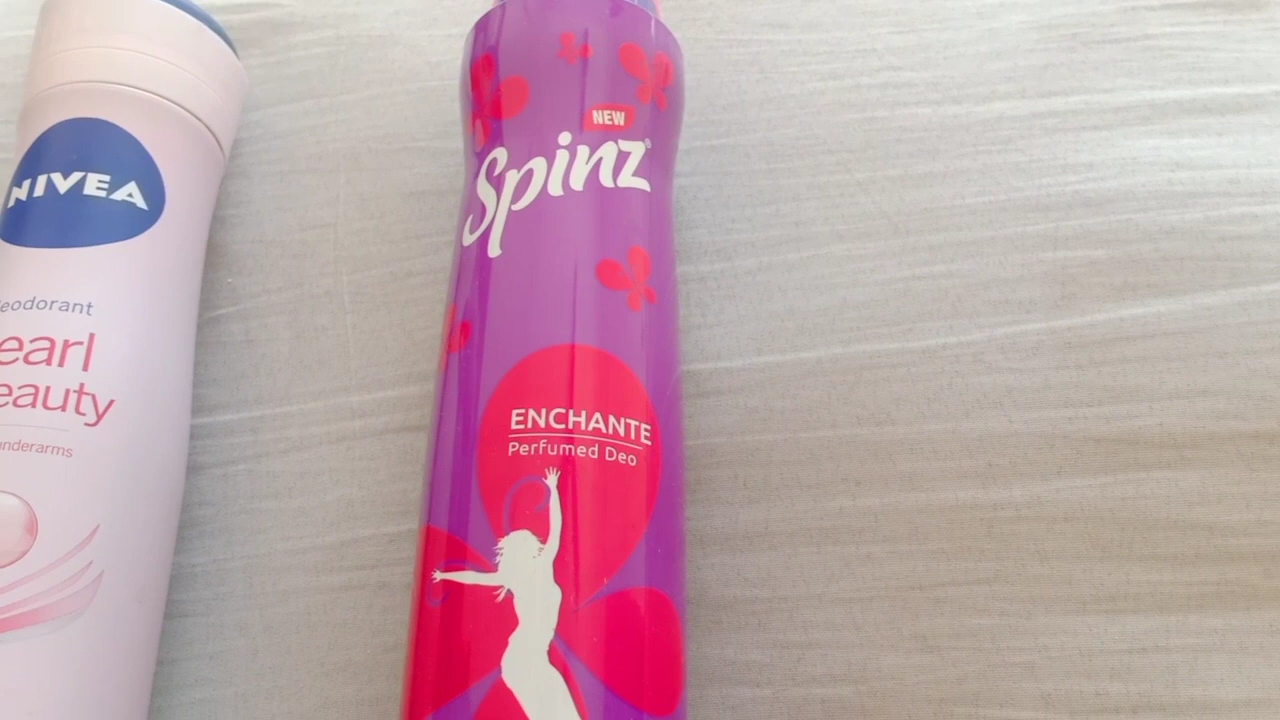 NIVEA
eodorant
earl
eauty
nderarms
NEW
Spinz
ENCHANTE
Perfumed Deo